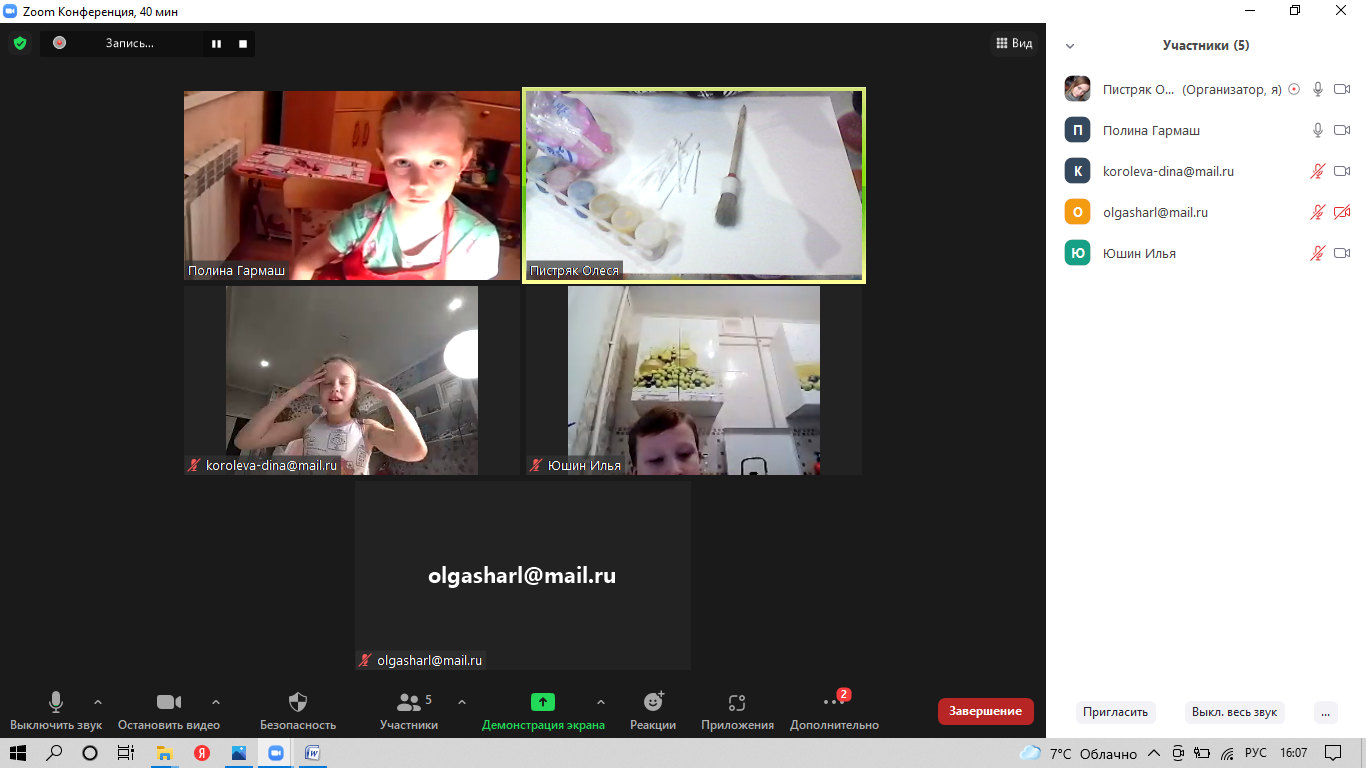 Zoom Конференция, 40 мин
Запись...
Вид
Участники (5)
Пистряк О... (Организатор, я)
П Полина Гармаш
K koroleva-dina@mail.ru
O olgasharl@mail.ru
Ю Юшин Илья
Полина Гармаш
Пистряк Олеся
koroleva-dina@mail.ru
Юшин Илья
olgasharl@mail.ru
olgasharl@mail.ru
Выключить звук
Остановить видео
Безопасность
Участники 5
Демонстрация экрана
Реакции
Приложения
Дополнительно 2
Завершение
Пригласить
Выкл. весь звук
...
Я
W
7°C Облачно
РУС
16:07